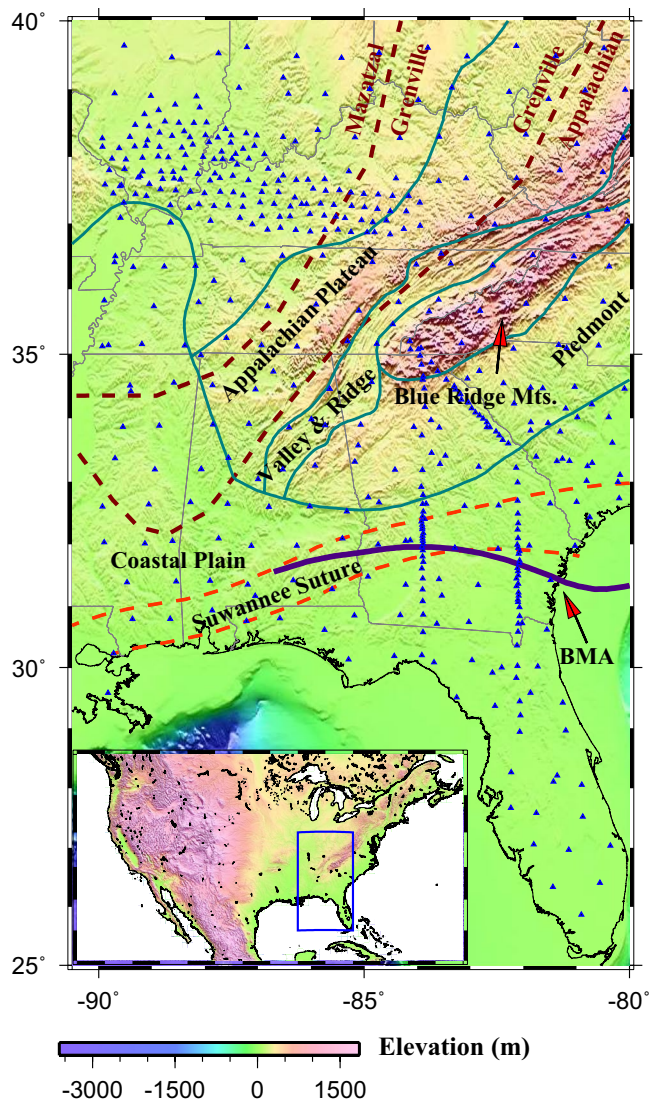 40°
Mazatzal
Grenville
Grenville
Appalachian
Appalachian Plateau
35°
Piedmont
Blue Ridge Mts.
Valley & Ridge
Coastal Plain
Suwannee Suture
BMA
30°
25°
-90°
-85°
-80°
Elevation (m)
-3000
-1500
0
1500